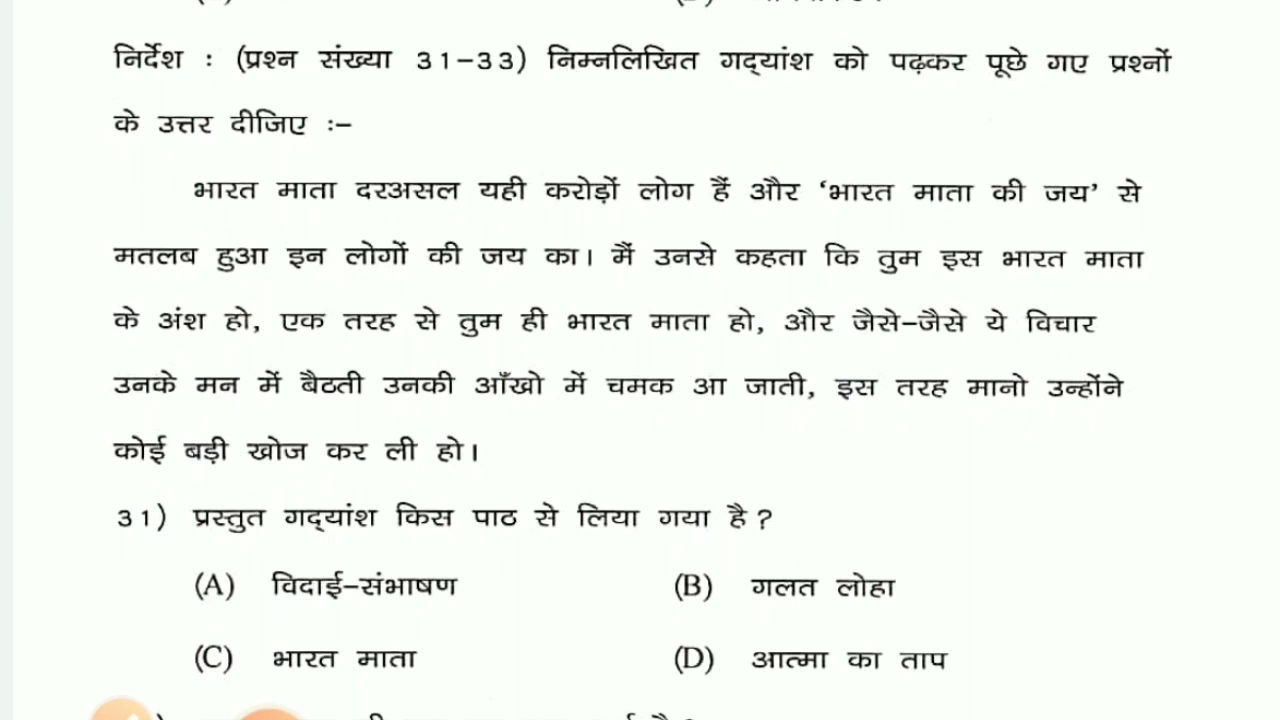 निर्देश : (प्रश्न संख्या 31-33) निम्नलिखित गद्यांश को पढ़कर पूछे गए प्रश्नों
के उत्तर दीजिए :-
भारत माता दरअसल यही करोड़ों लोग हैं और ‘भारत माता की जय’ से
मतलब हुआ इन लोगों की जय का। मैं उनसे कहता कि तुम इस भारत माता
के अंश हो, एक तरह से तुम ही भारत माता हो, और जैसे-जैसे ये विचार
उनके मन में बैठती उनकी आँखो में चमक आ जाती, इस तरह मानो उन्होंने
कोई बड़ी खोज कर ली हो।
31) प्रस्तुत गद्यांश किस पाठ से लिया गया है ?
(A) विदाई-संभाषण (B) गलत लोहा
(C) भारत माता (D) आत्मा का ताप